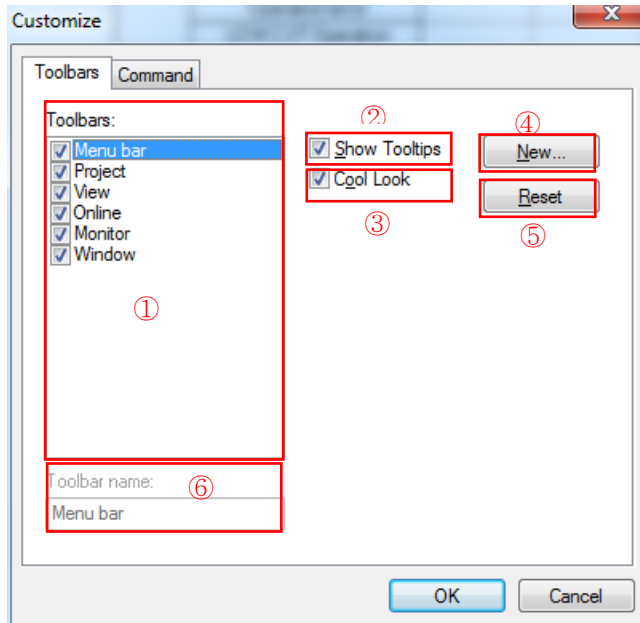 Customize
Toolbars
Command
Toolbars:
Menu bar
Project
View
Online
Monitor
Window
①
②
Show Tooltips
Cool Look
③
④
New...
Reset
⑤
Toolbar name:
⑥
Menu bar
OK
Cancel